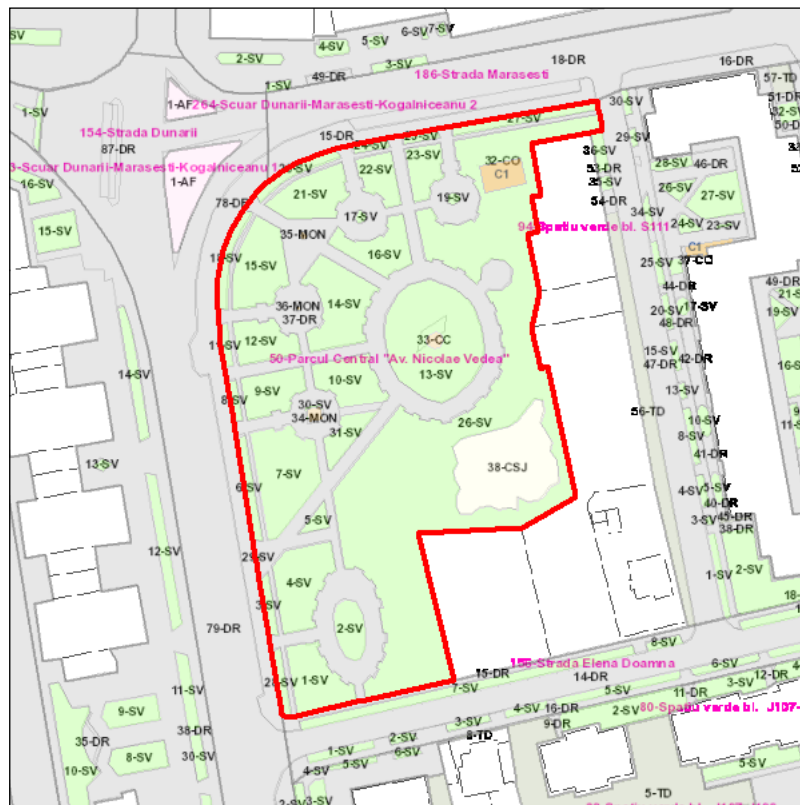 6-SV 7-SV
5-SV
4-SV
2-SV
3-SV
18-DR
16-DR
49-DR
186-Strada Marasesti
57-TD
1-SV
1-SV
51-DR
1-AF
264-Scuar Dunarii-Marasesti-Kogalniceanu 2
30-SV
27-SV
154-Strada Dunarii
15-DR
29-SV
87-DR
23-SV
36-SV
3-Scuar Dunarii-Marasesti-Kogalniceanu 1
22-SV
32-CO
C1
53-DR
28-SV
46-DR
16-SV
1-AF
21-SV
35-SV
26-SV
27-SV
78-DR
19-SV
54-DR
34-SV
17-SV
94-Spatiu verde bl. S111
24-SV
23-SV
15-SV
35-MON
C1
16-SV
25-SV
37-CO
15-SV
44-DR
49-DR
36-MON
14-SV
20-SV
17-SV
19-SV
37-DR
48-DR
12-SV
33-CC
15-SV
50-Parcul Central "Av. Nicolae Vedea"
42-DR
47-DR
14-SV
10-SV
13-SV
9-SV
13-SV
30-SV
34-MON
56-TD
10-SV
31-SV
26-SV
8-SV
41-DR
13-SV
7-SV
38-CSJ
6-SV
4-SV
5-SV
40-DR
5-SV
3-SV
45-DR
38-DR
12-SV
29-SV
4-SV
1-SV
2-SV
3-SV
79-DR
2-SV
8-SV
156-Strada Elena Doamna
11-SV
28-SV
1-SV
15-DR
14-DR
6-SV
7-SV
5-SV
3-SV
12-DR
11-DR
9-SV
4-SV
16-DR
2-SV
80-Spatiu verde bl. J107-
3-SV
9-DR
38-DR
2-SV
8-TD
35-DR
8-SV
30-SV
1-SV
6-SV
5-SV
5-SV
10-SV
4-SV
5-TD
2-SV
3-SV